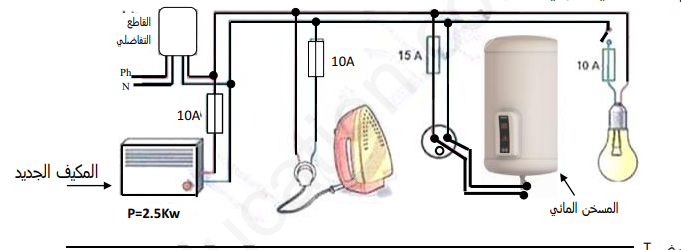 القاطع
التفاضلي
Ph
N
10A
10A
15 A
10 A
المكيف الجديد
P=2.5Kw
المسخن المائي